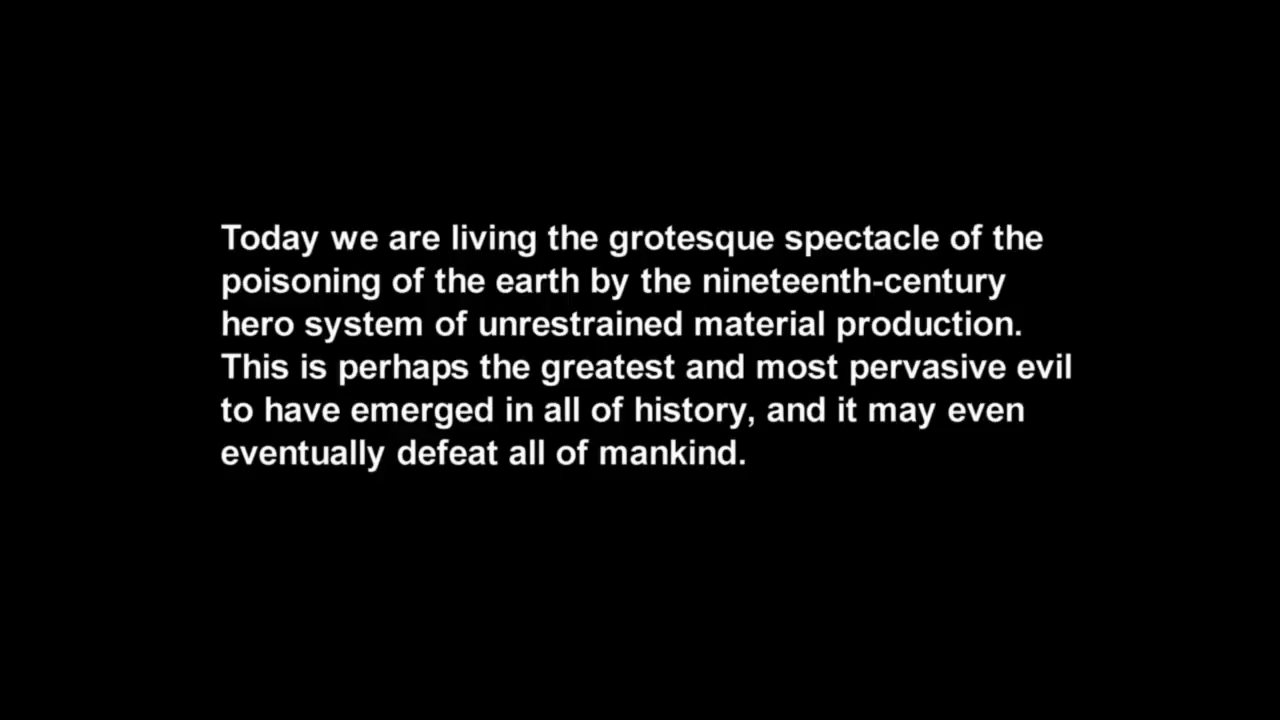 Today we are living the grotesque spectacle of the
poisoning of the earth by the nineteenth-century
hero system of unrestrained material production.
This is perhaps the greatest and most pervasive evil
to have emerged in all of history, and it may even
eventually defeat all of mankind.